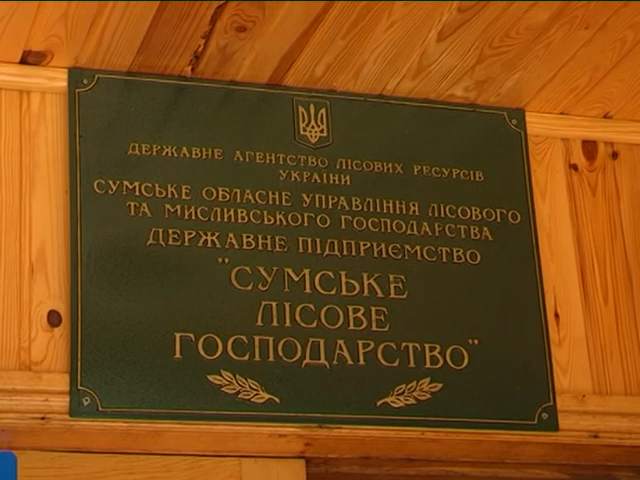 ДЕРЖАВНЕ АГЕНТСТВО ЛІСОВИХ РЕСУРСІВ
УКРАЇНИ
СУМСЬКЕ ОБЛАСНЕ УПРАВЛІННЯ ЛІСОВОГО
ТА МИСЛИВСЬКОГО ГОСПОДАРСТВА
ДЕРЖАВНЕ ПІДПРИЄМСТВО
"СУМСЬКЕ
ЛІСОВЕ
ГОСПОДАРСТВО"